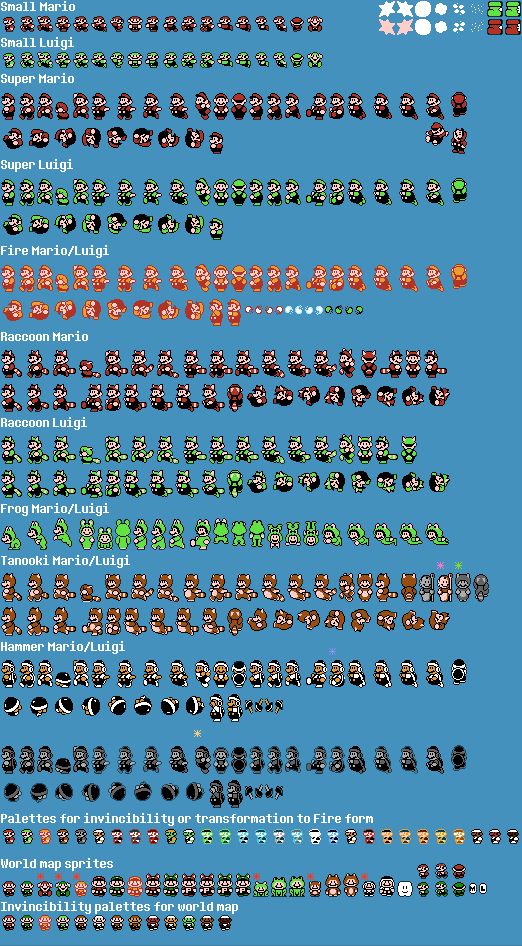 Small Mario
Small Luigi
Super Mario
Super Luigi
Fire Mario/Luigi
Raccoon Mario
Raccoon Luigi
Frog Mario/Luigi
Tanooki Mario/Luigi
Hammer Mario/Luigi
Palettes for invincibility or transformation to Fire form
World map sprites
M L
Invincibility palettes for world map